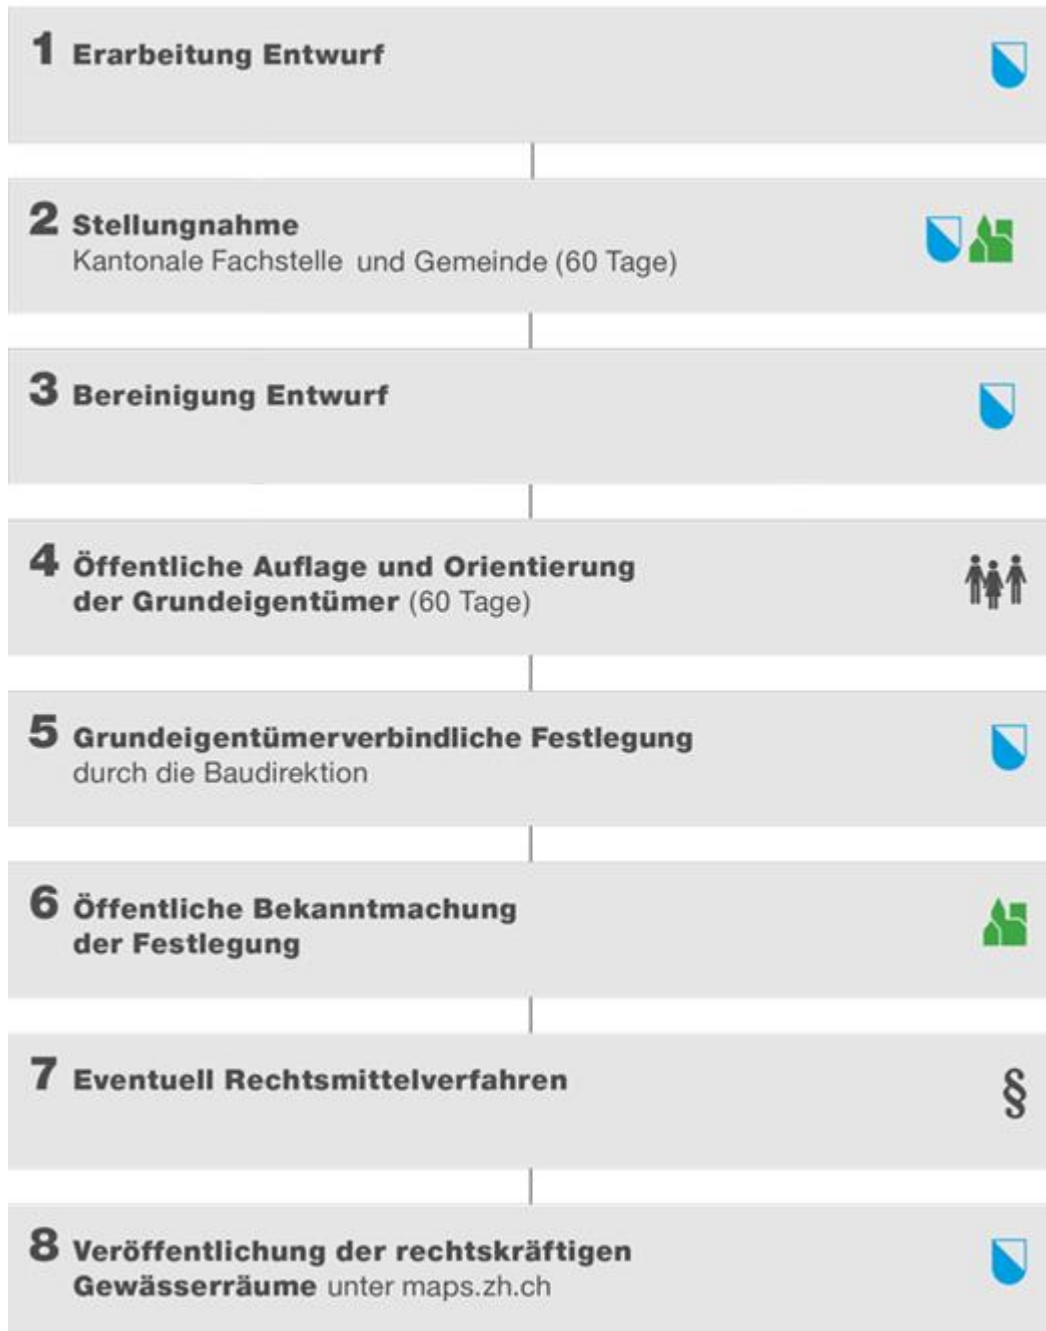 1 Erarbeitung Entwurf
2 Stellungnahme
Kantonale Fachstelle und Gemeinde (60 Tage)
3 Bereinigung Entwurf
4 Öffentliche Auflage und Orientierung
der Grundeigentümer (60 Tage)
5 Grundeigentümerverbindliche Festlegung
durch die Baudirektion
6 Öffentliche Bekanntmachung
der Festlegung
7 Eventuell Rechtsmittelverfahren
§
8 Veröffentlichung der rechtskräftigen
Gewässerräume unter maps.zh.ch